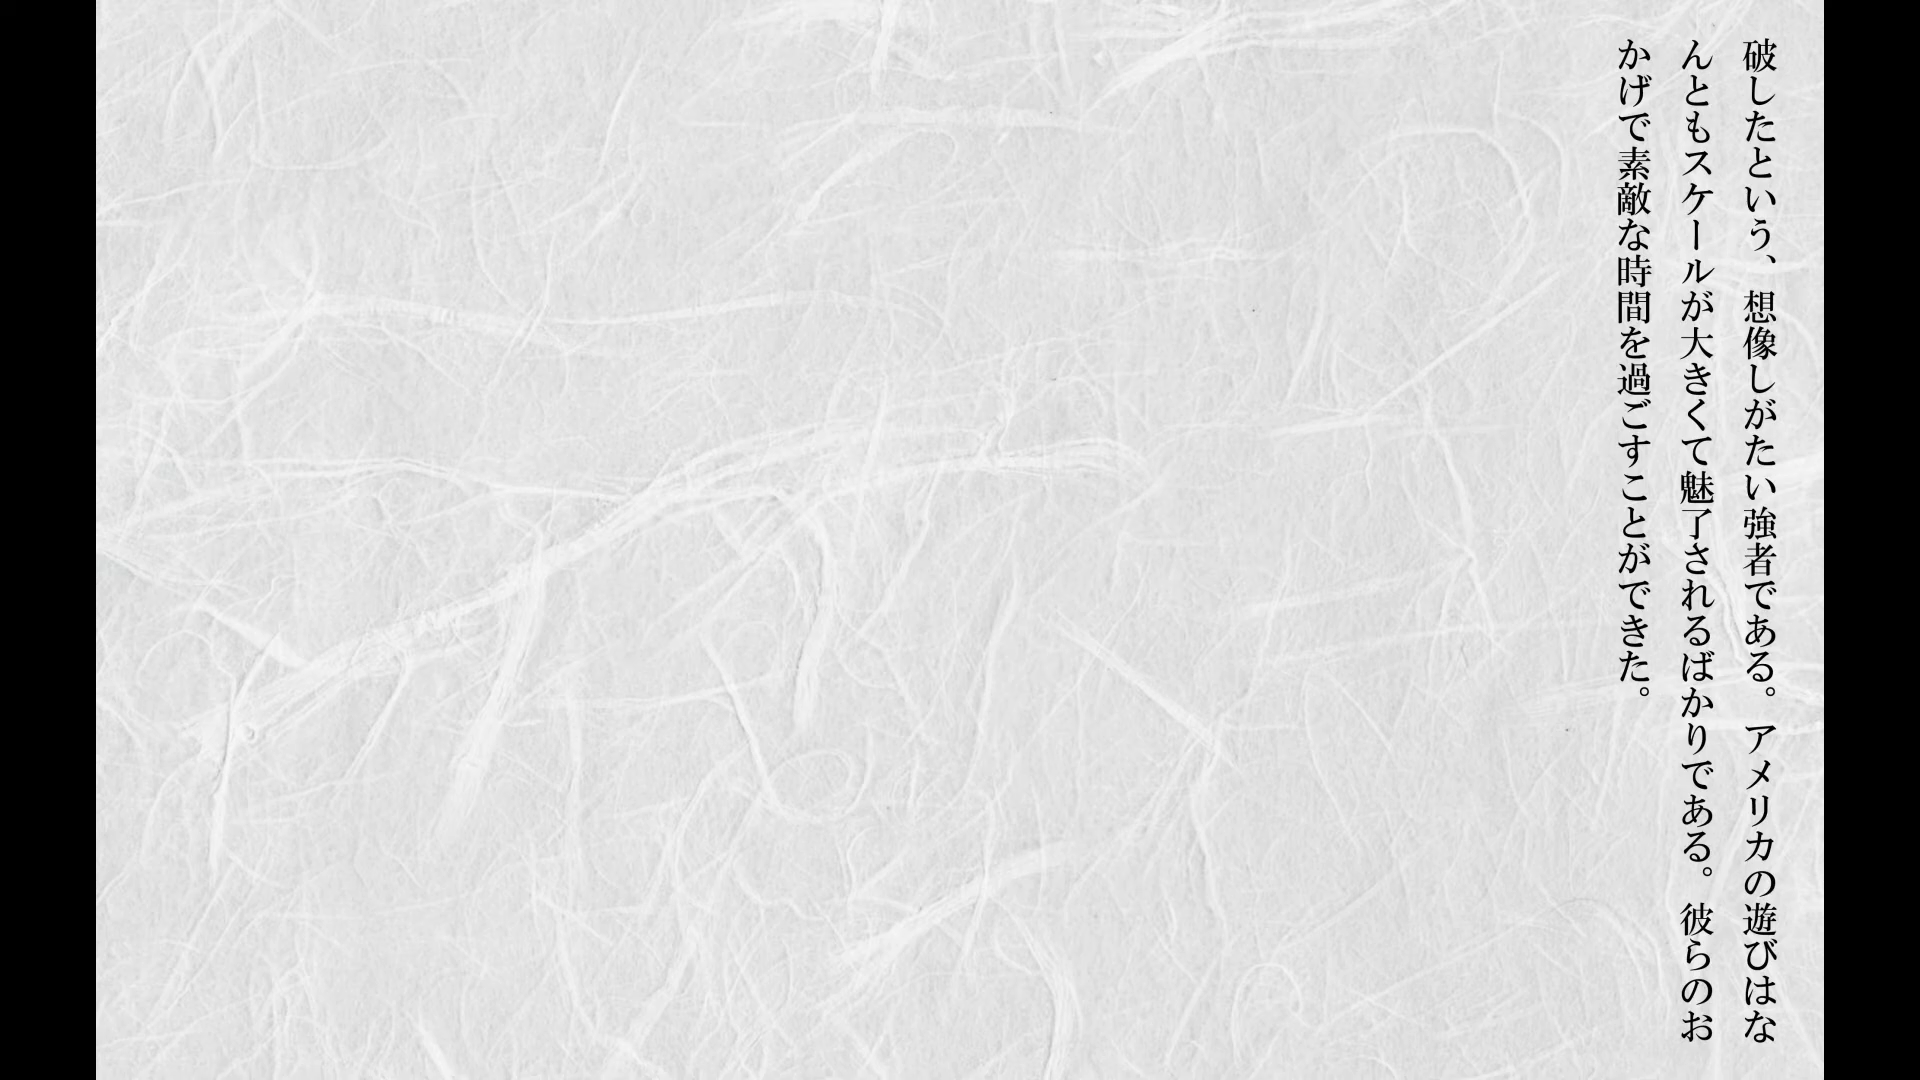 破したという、想像しがたい強者である。アメリカの遊びはな
んともスケールが大きくて魅了されるばかりである。彼らのお
かげで素敵な時間を過ごすことができた。